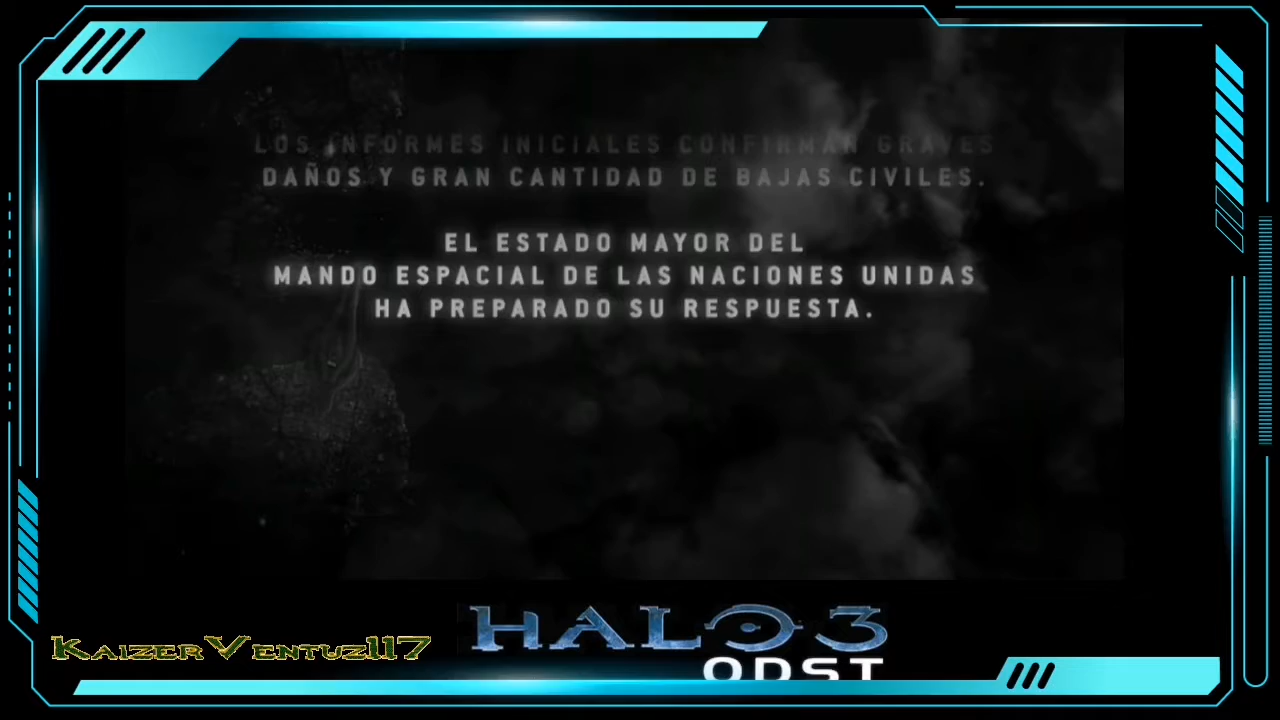 LOS INFORMES INICIALES CONFIRMAN GRAVES
DAÑOS Y GRAN CANTIDAD DE BAJAS CIVILES.
EL ESTADO MAYOR DEL
MANDO ESPACIAL DE LAS NACIONES UNIDAS
HA PREPARADO SU RESPUESTA.
KAIZERVENTUZ117
HALO 3
ODST